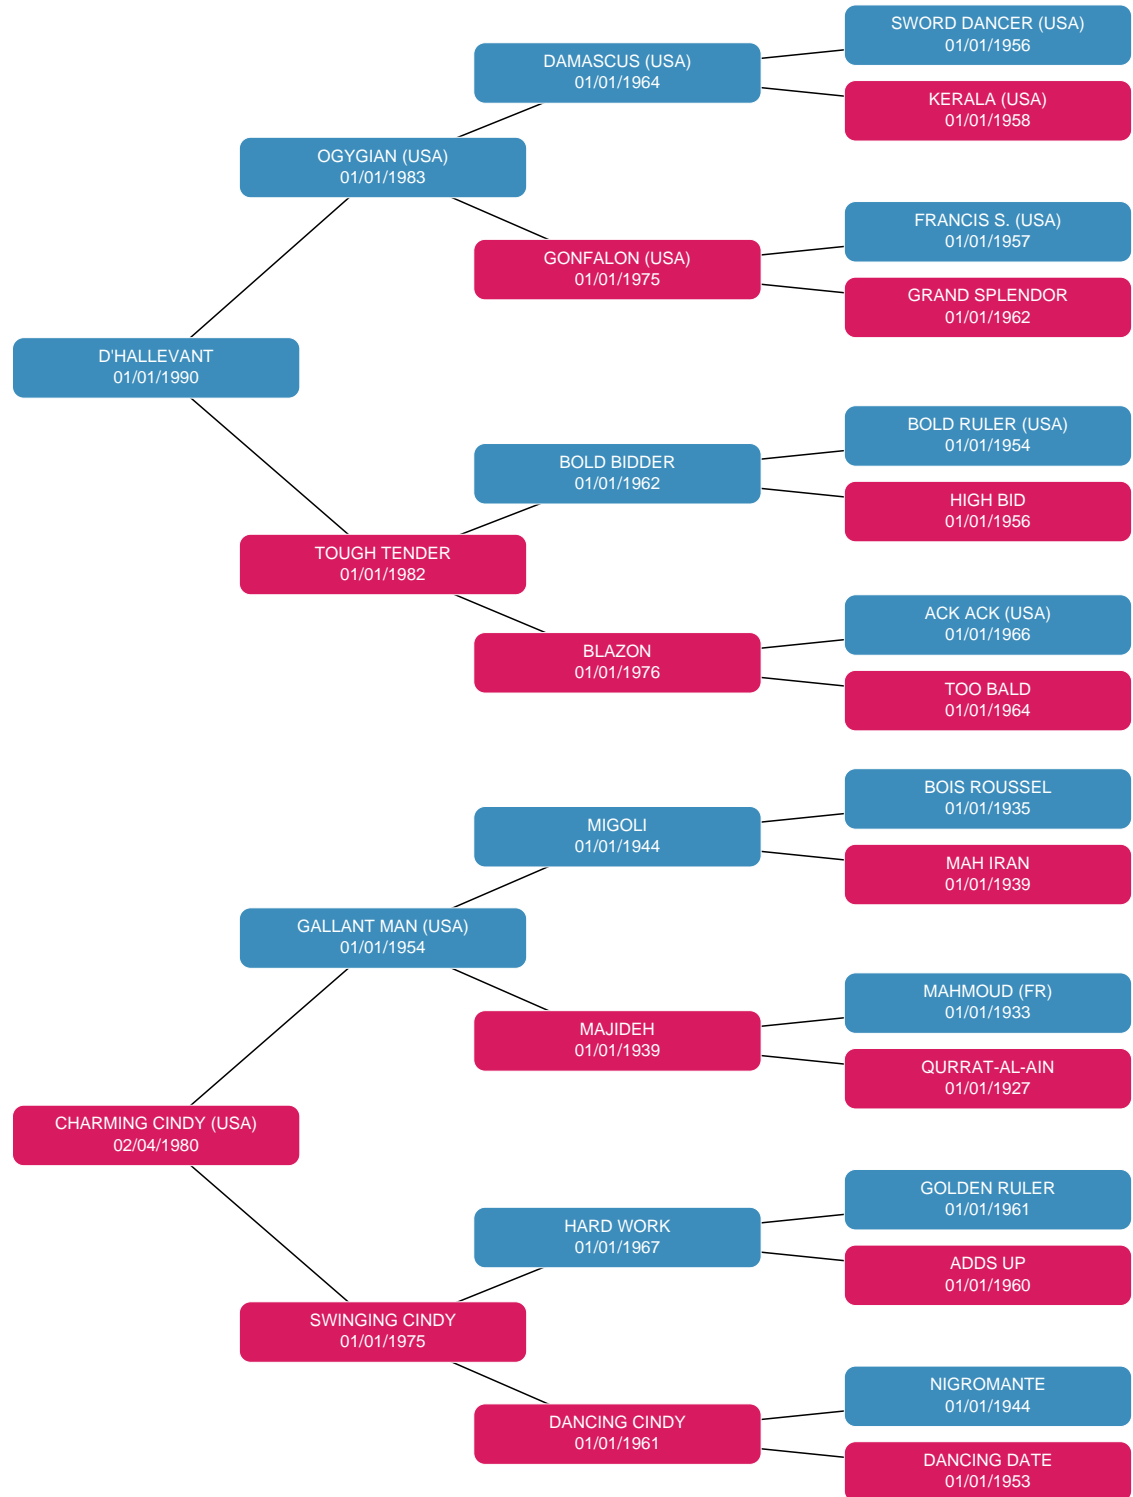 SWORD DANCER (USA)
01/01/1956
DAMASCUS (USA)
01/01/1964
KERALA (USA)
01/01/1958
OGYGIAN (USA)
01/01/1983
FRANCIS S. (USA)
01/01/1957
GONFALON (USA)
01/01/1975
GRAND SPLENDOR
01/01/1962
D'HALLEVANT
01/01/1990
BOLD RULER (USA)
01/01/1954
BOLD BIDDER
01/01/1962
HIGH BID
01/01/1956
TOUGH TENDER
01/01/1982
ACK ACK (USA)
01/01/1966
BLAZON
01/01/1976
TOO BALD
01/01/1964
BOIS ROUSSEL
01/01/1935
MIGOLI
01/01/1944
MAH IRAN
01/01/1939
GALLANT MAN (USA)
01/01/1954
MAHMOUD (FR)
01/01/1933
MAJIDEH
01/01/1939
QURRAT-AL-AIN
01/01/1927
CHARMING CINDY (USA)
02/04/1980
GOLDEN RULER
01/01/1961
HARD WORK
01/01/1967
ADDS UP
01/01/1960
SWINGING CINDY
01/01/1975
NIGROMANTE
01/01/1944
DANCING CINDY
01/01/1961
DANCING DATE
01/01/1953